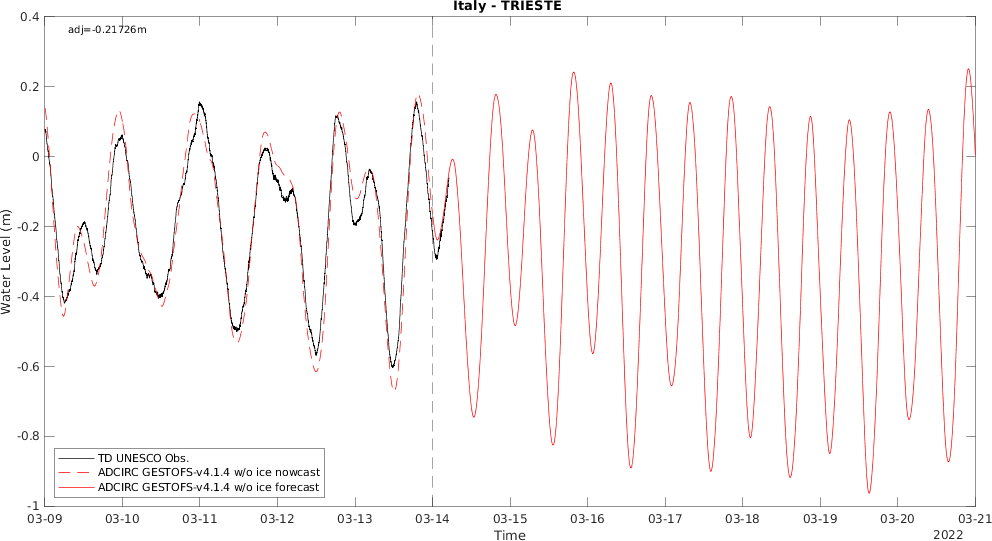 Italy - TRIESTE
adj=-0.21726m
0.4
0.2
0
-0.2
-0.4
-0.6
-0.8
-1
Water Level (m)
TD UNESCO Obs.
ADCIRC GESTOFS-v4.1.4 w/o ice nowcast
ADCIRC GESTOFS-v4.1.4 w/o ice forecast
03-09 03-10 03-11 03-12 03-13 03-14 03-15 03-16 03-17 03-18 03-19 03-20 03-21
Time
2022